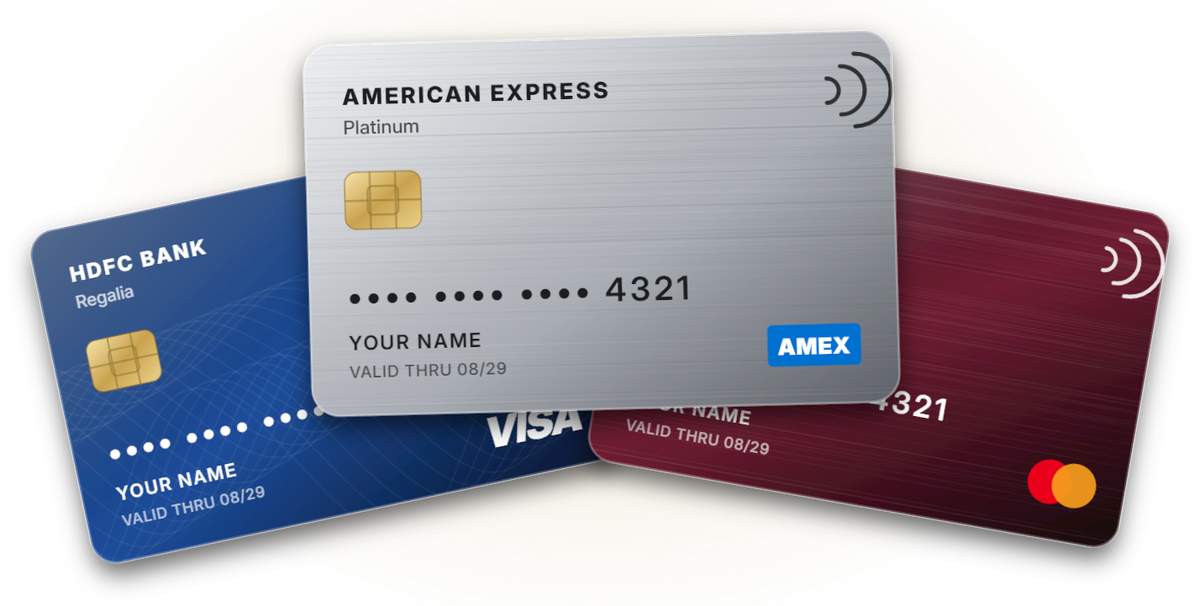 AMERICAN EXPRESS
Platinum
•••• •••• •••• 4321
YOUR NAME
VALID THRU 08/29
AMEX
HDFC BANK
Regalia
•••• •••• ••••
YOUR NAME
VALID THRU 08/29
VISA
4321
NAME
VALID THRU 08/29